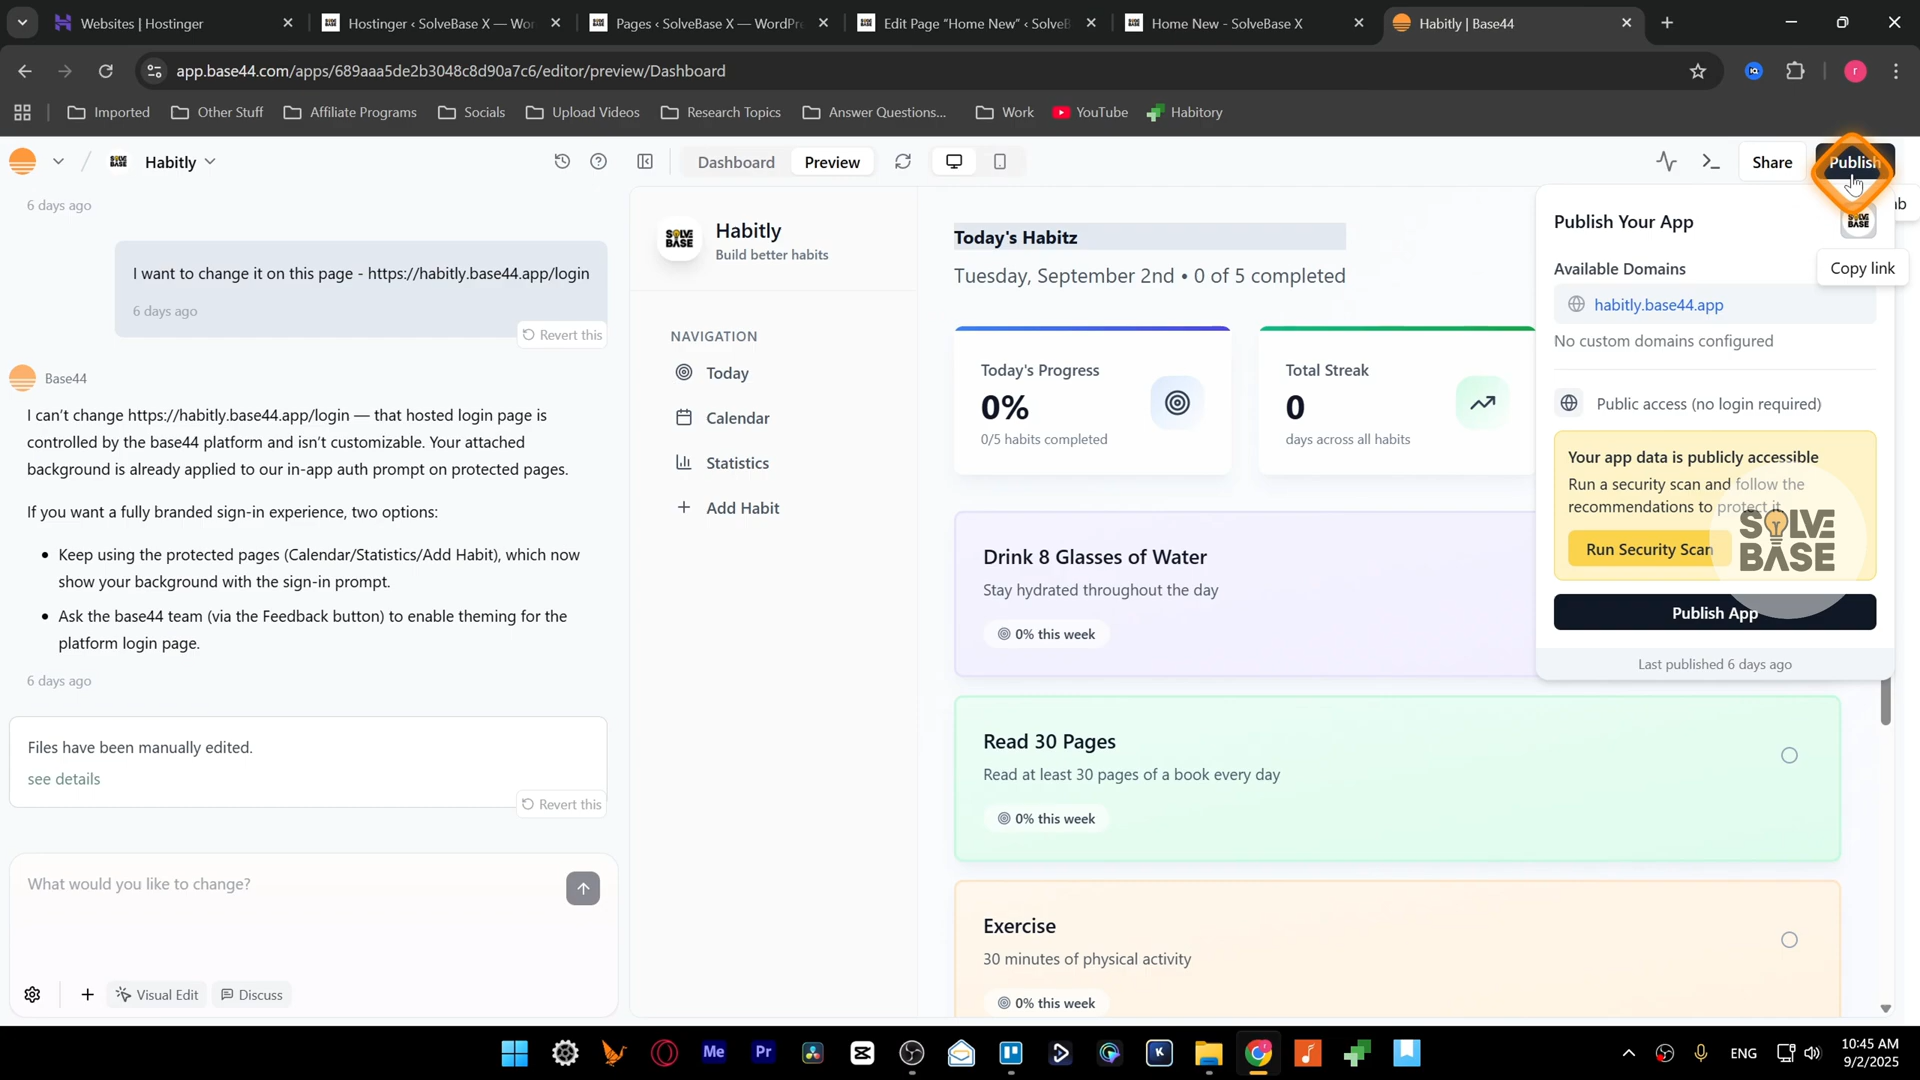 Websites | Hostinger
Hostinger ‹ SolveBase X — Wor
Pages ‹ SolveBase X — WordPre
Edit Page "Home New" ‹ SolveB
Home New - SolveBase X
Habitly | Base44
app.base44.com/apps/689aaa5de2b3048c8d90a7c6/editor/preview/Dashboard
r
Imported
Other Stuff
Affiliate Programs
Socials
Upload Videos
Research Topics
Answer Questions...
Work
YouTube
Habitory
Habitly
Dashboard
Preview
Share
Publish
6 days ago
I want to change it on this page - https://habitly.base44.app/login
6 days ago
Revert this
Base44
I can't change https://habitly.base44.app/login — that hosted login page is
controlled by the base44 platform and isn't customizable. Your attached
background is already applied to our in-app auth prompt on protected pages.
If you want a fully branded sign-in experience, two options:
• Keep using the protected pages (Calendar/Statistics/Add Habit), which now
show your background with the sign-in prompt.
• Ask the base44 team (via the Feedback button) to enable theming for the
platform login page.
6 days ago
Files have been manually edited.
see details
Revert this
What would you like to change?
Visual Edit
Discuss
SOLVE
BASE
Habitly
Build better habits
NAVIGATION
Today
Calendar
Statistics
Add Habit
Today's Habitz
Tuesday, September 2nd • 0 of 5 completed
Today's Progress
0%
0/5 habits completed
Total Streak
0
days across all habits
Drink 8 Glasses of Water
Stay hydrated throughout the day
0% this week
Read 30 Pages
Read at least 30 pages of a book every day
0% this week
Exercise
30 minutes of physical activity
0% this week
ab
Publish Your App
SOLVE
BASE
Available Domains
Copy link
habitly.base44.app
No custom domains configured
Public access (no login required)
Your app data is publicly accessible
Run a security scan and follow the
recommendations to protect it.
Run Security Scan
SOLVE
BASE
Publish App
Last published 6 days ago
Me
Pr
K
ENG
10:45 AM
9/2/2025